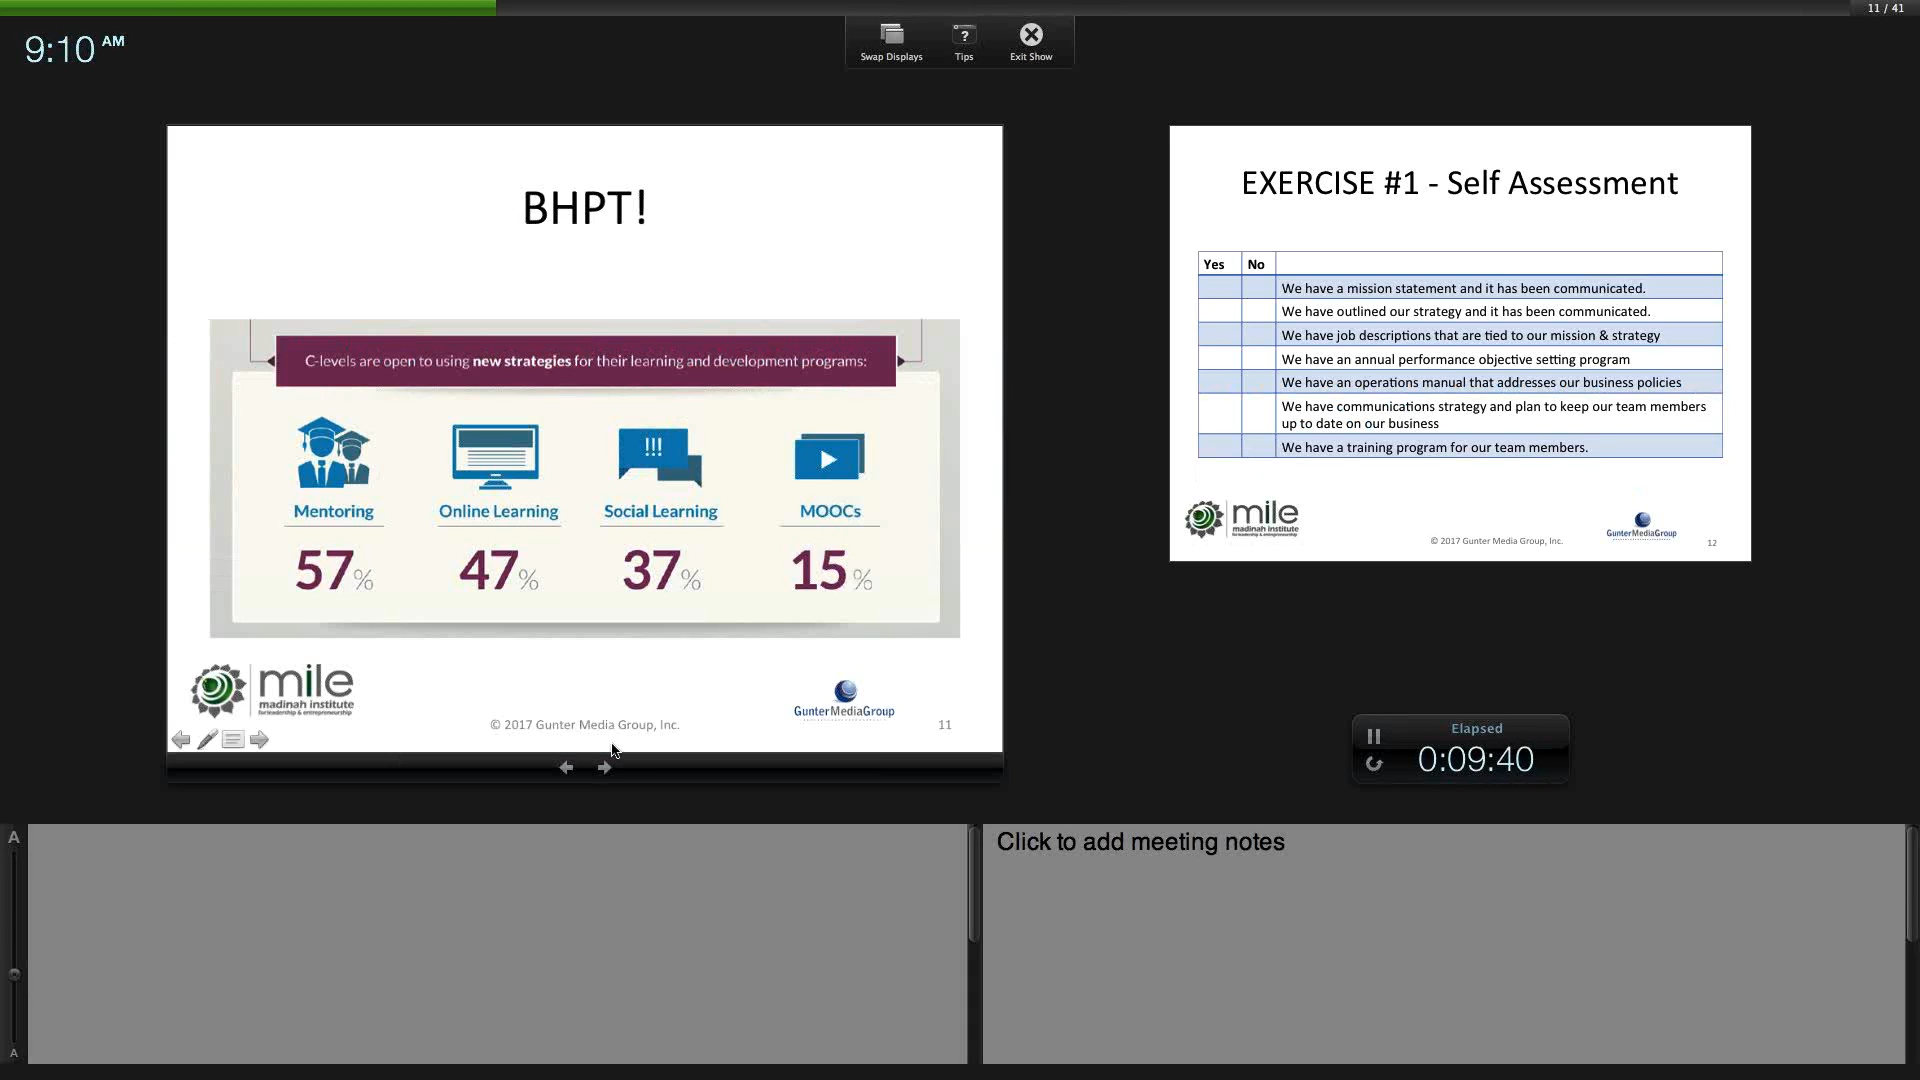 11 / 41
9:10 AM
Swap Displays
Tips
Exit Show
BHPT!
C-levels are open to using new strategies for their learning and development programs:
!!!
Mentoring
Online Learning
Social Learning
MOOCs
57%
47%
37%
15%
mile
madinah institute
for leadership & entrepreneurship
© 2017 Gunter Media Group, Inc.
GunterMediaGroup
11
EXERCISE #1 - Self Assessment
Yes No
We have a mission statement and it has been communicated.
We have outlined our strategy and it has been communicated.
We have job descriptions that are tied to our mission & strategy
We have an annual performance objective setting program
We have an operations manual that addresses our business policies
We have communications strategy and plan to keep our team members
up to date on our business
We have a training program for our team members.
mile
madinah institute
for leadership & entrepreneurship
© 2017 Gunter Media Group, Inc.
GunterMediaGroup
12
Elapsed
0:09:40
A
A
Click to add meeting notes